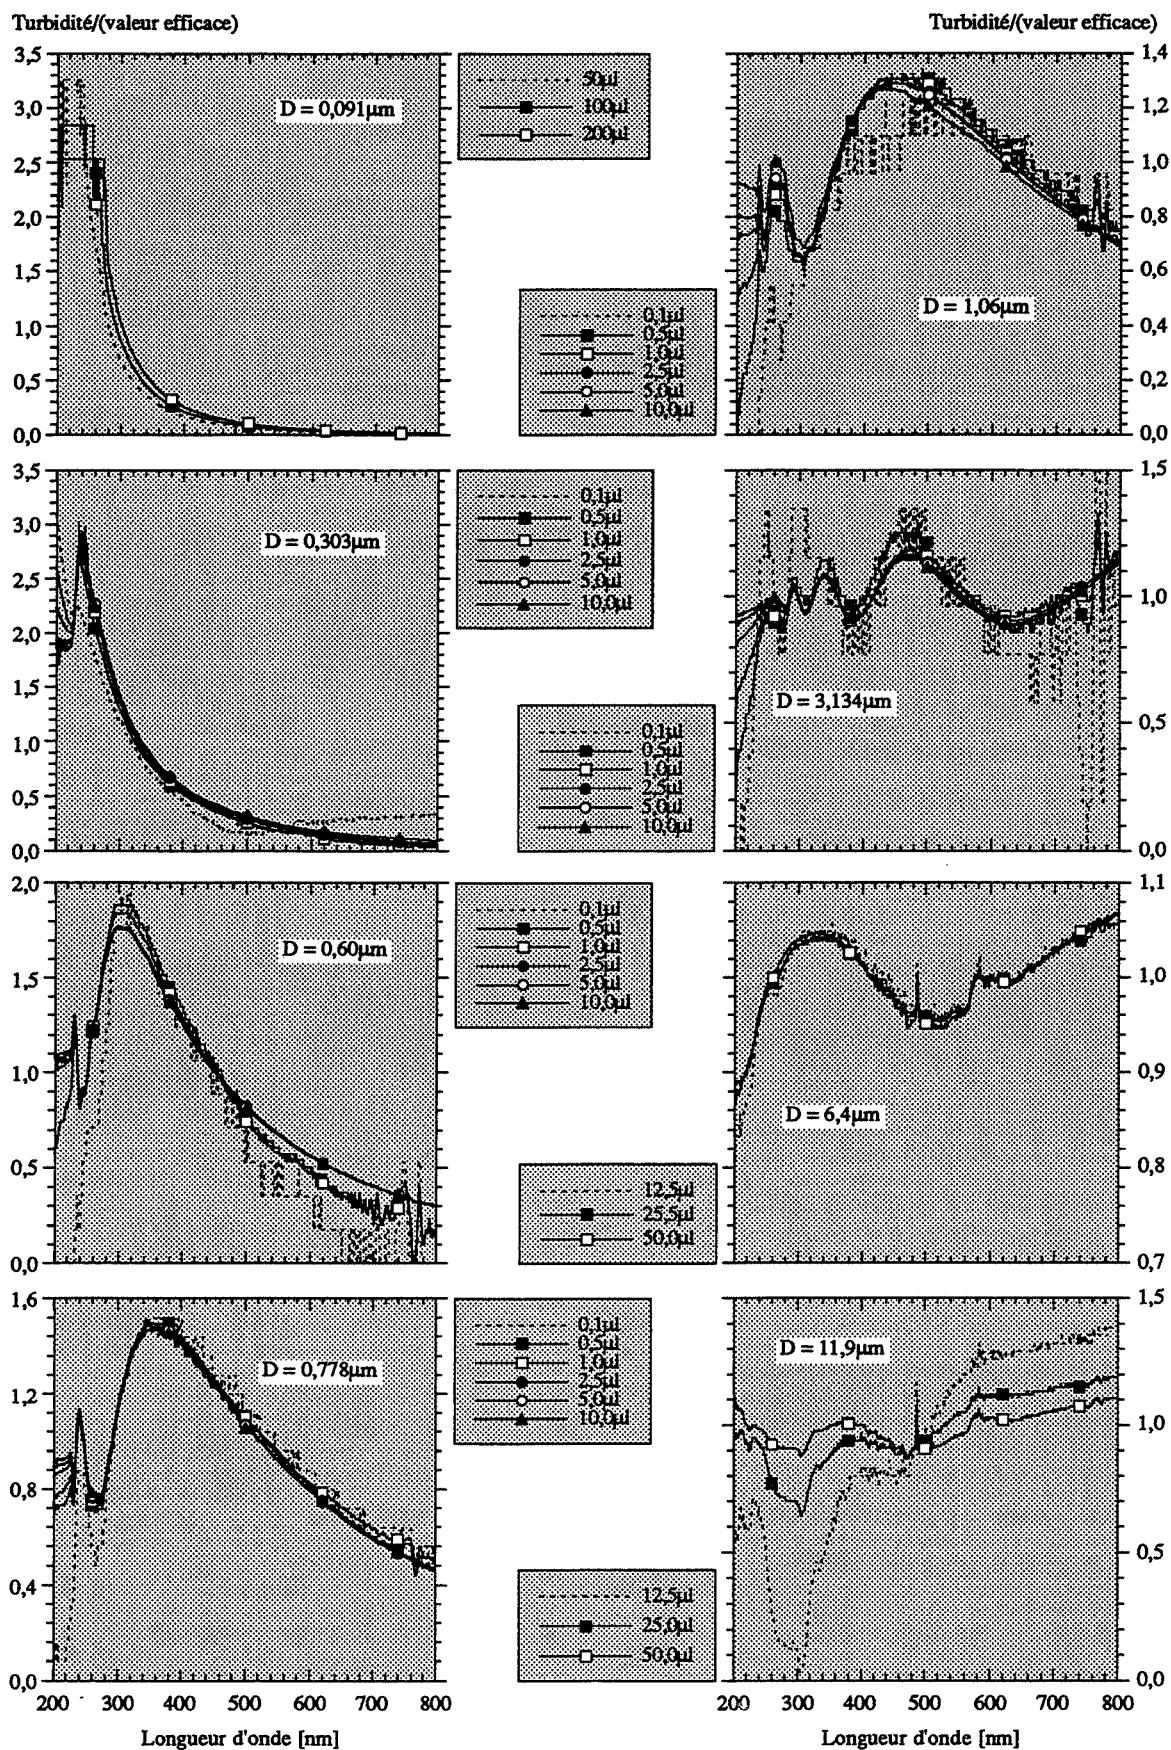 Turbidité/(valeur efficace)
Turbidité/(valeur efficace)
3,5
3,0
2,5
2,0
1,5
1,0
0,5
0,0
D = 0,091µm
50µl
100µl
200µl
1,4
1,2
1,0
0,8
0,6
0,4
0,2
0,0
D = 1,06µm
0,1µl
0,5µl
1,0µl
2,5µl
5,0µl
10,0µl
3,5
3,0
2,5
2,0
1,5
1,0
0,5
0,0
D = 0,303µm
0,1µl
0,5µl
1,0µl
2,5µl
5,0µl
10,0µl
1,5
1,0
0,5
0,0
D = 3,134µm
0,1µl
0,5µl
1,0µl
2,5µl
5,0µl
10,0µl
2,0
1,5
1,0
0,5
0,0
D = 0,60µm
0,1µl
0,5µl
1,0µl
2,5µl
5,0µl
10,0µl
1,1
1,0
0,9
0,8
0,7
D = 6,4µm
12,5µl
25,5µl
50,0µl
1,6
1,2
0,8
0,4
0,0
D = 0,778µm
0,1µl
0,5µl
1,0µl
2,5µl
5,0µl
10,0µl
1,5
1,0
0,5
0,0
D = 11,9µm
12,5µl
25,0µl
50,0µl
200 300 400 500 600 700 800
Longueur d'onde [nm]
200 300 400 500 600 700 800
Longueur d'onde [nm]